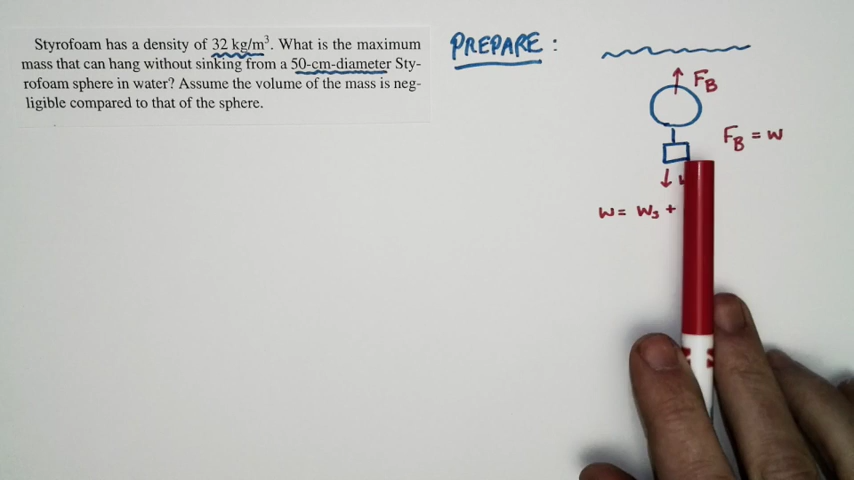 Styrofoam has a density of 32 kg/m³. What is the maximum
mass that can hang without sinking from a 50-cm-diameter Sty-
rofoam sphere in water? Assume the volume of the mass is neg-
ligible compared to that of the sphere.
PREPARE:
F_B
F_B = w
w = w_s +